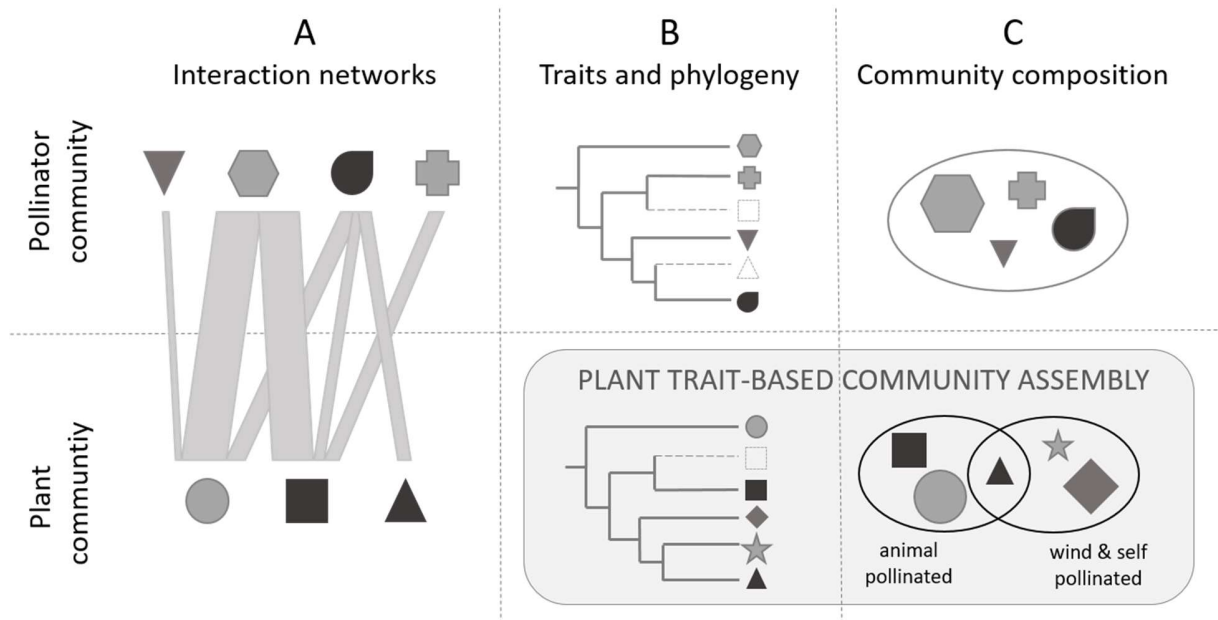 A
Interaction networks
B
Traits and phylogeny
C
Community composition
Pollinator
community
Plant
communtiy
PLANT TRAIT-BASED COMMUNITY ASSEMBLY
animal
pollinated
wind & self
pollinated